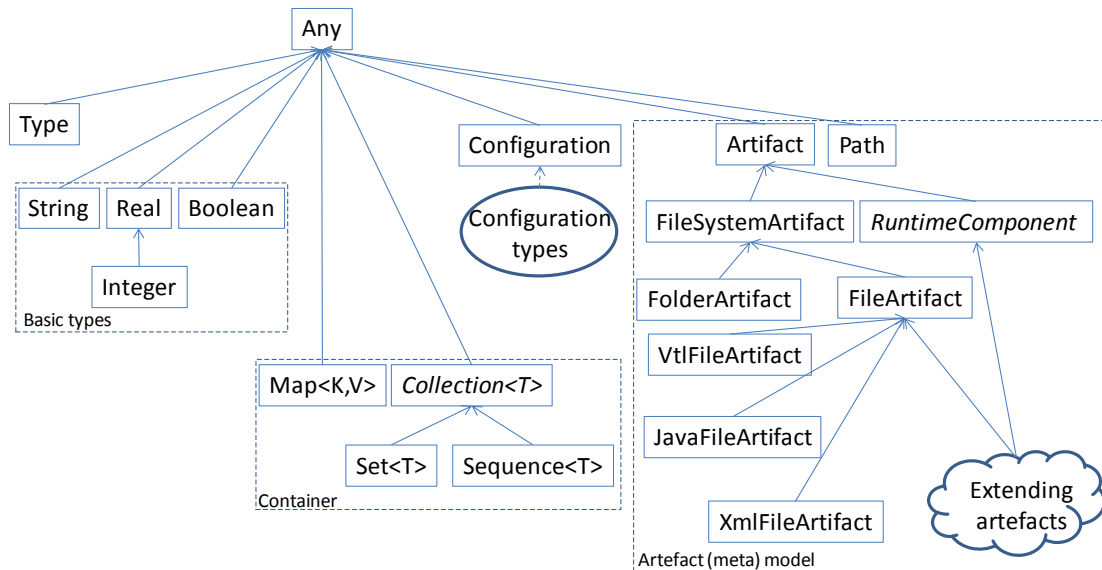 Any
Type
Configuration
Artifact
Path
String
Real
Boolean
Configuration
types
FileSystemArtifact
RuntimeComponent
Integer
Basic types
FolderArtifact
FileArtifact
VtlFileArtifact
Map<K,V>
Collection<T>
JavaFileArtifact
Set<T>
Sequence<T>
Container
Extending
artefacts
XmlFileArtifact
Artefact (meta) model